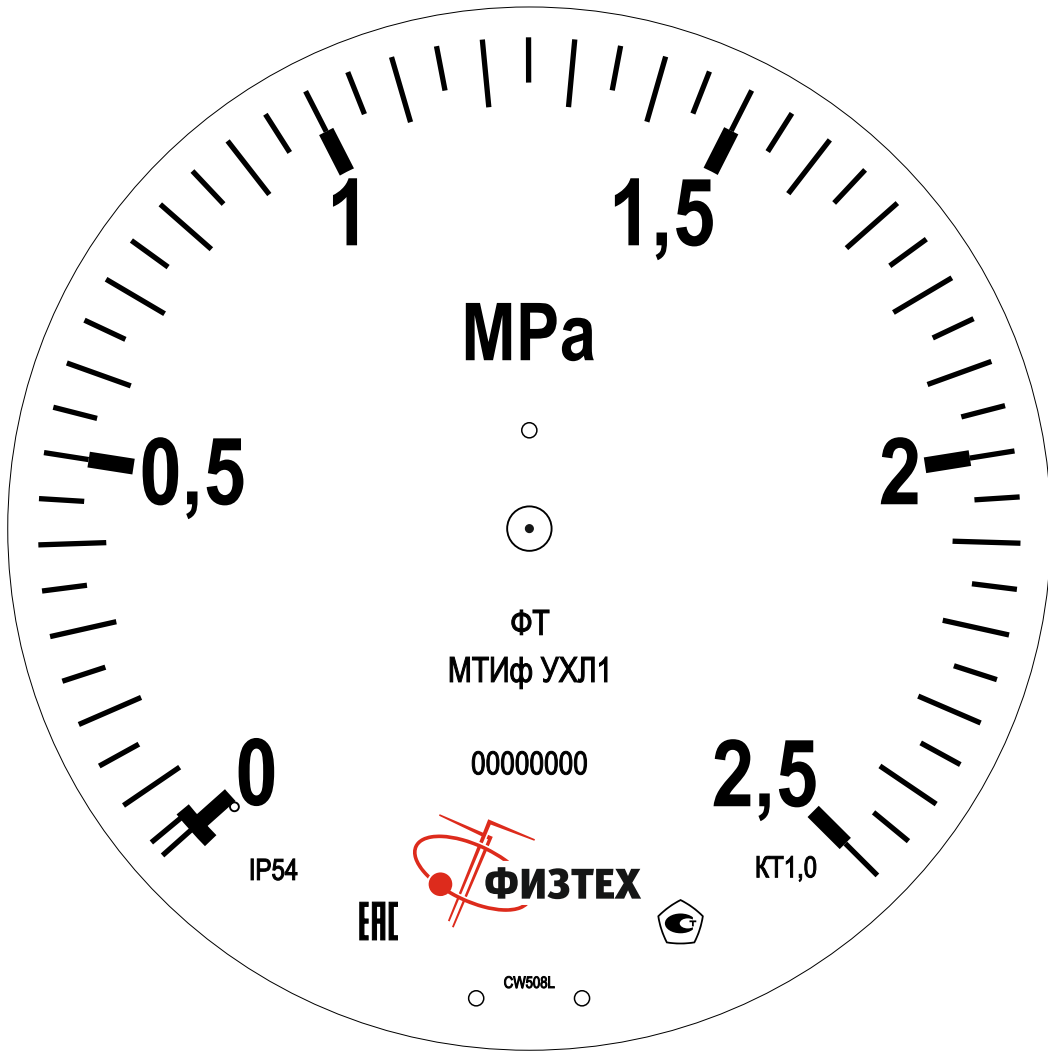 1 1,5
MPa
0,5 2
ФТ
МТИф УХЛ1
0 00000000 2,5
IP54 ФИЗТЕХ КТ1,0
EAC
СТ
CW508L